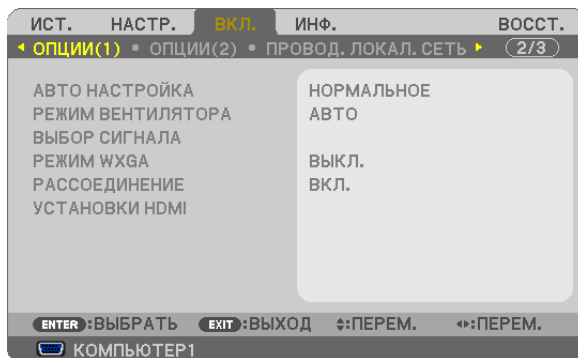 ИСТ. НАСТР. ВКЛ. ИНФ. ВОССТ.
ОПЦИИ(1) • ОПЦИИ(2) • ПРОВОД. ЛОКАЛ. СЕТЬ 2/3
АВТО НАСТРОЙКА НОРМАЛЬНОЕ
РЕЖИМ ВЕНТИЛЯТОРА АВТО
ВЫБОР СИГНАЛА
РЕЖИМ WXGA ВЫКЛ.
РАССОЕДИНЕНИЕ ВКЛ.
УСТАНОВКИ HDMI
ENTER :ВЫБРАТЬ EXIT :ВЫХОД :ПЕРЕМ. :ПЕРЕМ.
КОМПЬЮТЕР1